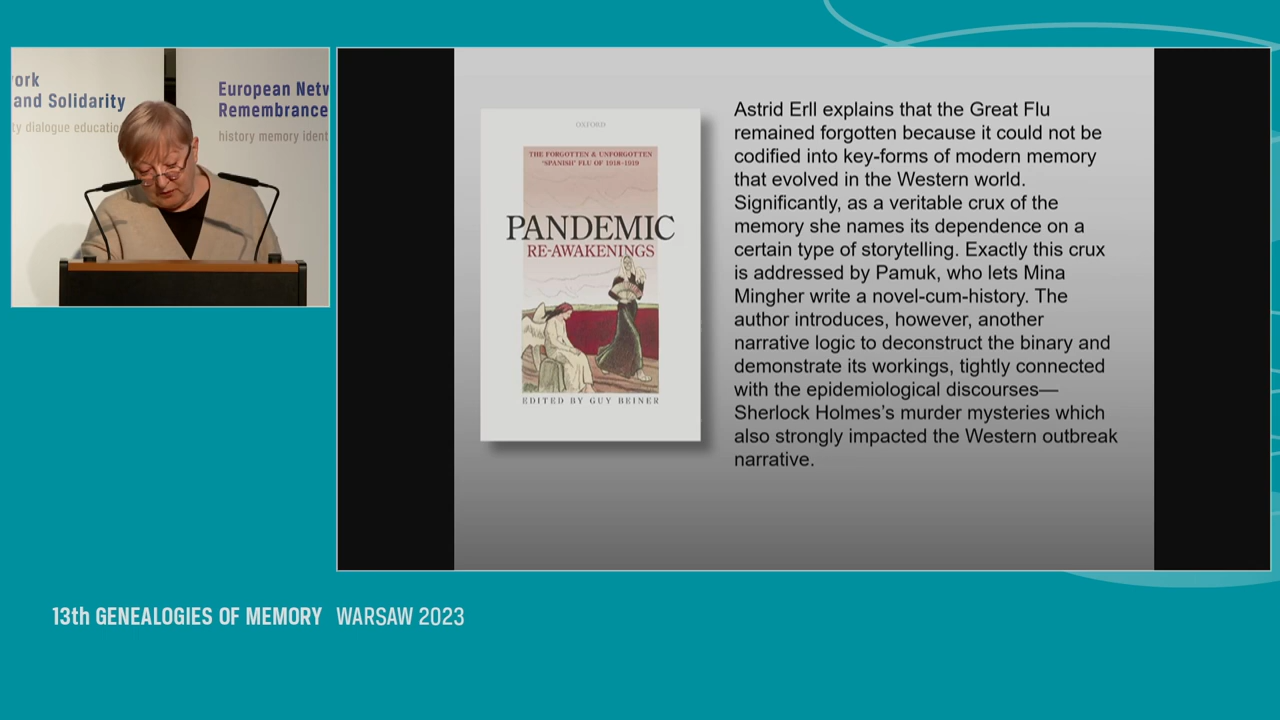 ork
and Solidarity
ty dialogue educatio
European Netw
Remembrance
history memory ident
OXFORD
THE FORGOTTEN & UNFORGOTTEN
'SPANISH' FLU OF 1918–1919
PANDEMIC
RE-AWAKENINGS
EDITED BY GUY BEINER
Astrid Erll explains that the Great Flu
remained forgotten because it could not be
codified into key-forms of modern memory
that evolved in the Western world.
Significantly, as a veritable crux of the
memory she names its dependence on a
certain type of storytelling. Exactly this crux
is addressed by Pamuk, who lets Mina
Mingher write a novel-cum-history. The
author introduces, however, another
narrative logic to deconstruct the binary and
demonstrate its workings, tightly connected
with the epidemiological discourses—
Sherlock Holmes's murder mysteries which
also strongly impacted the Western outbreak
narrative.
13th GENEALOGIES OF MEMORY WARSAW 2023